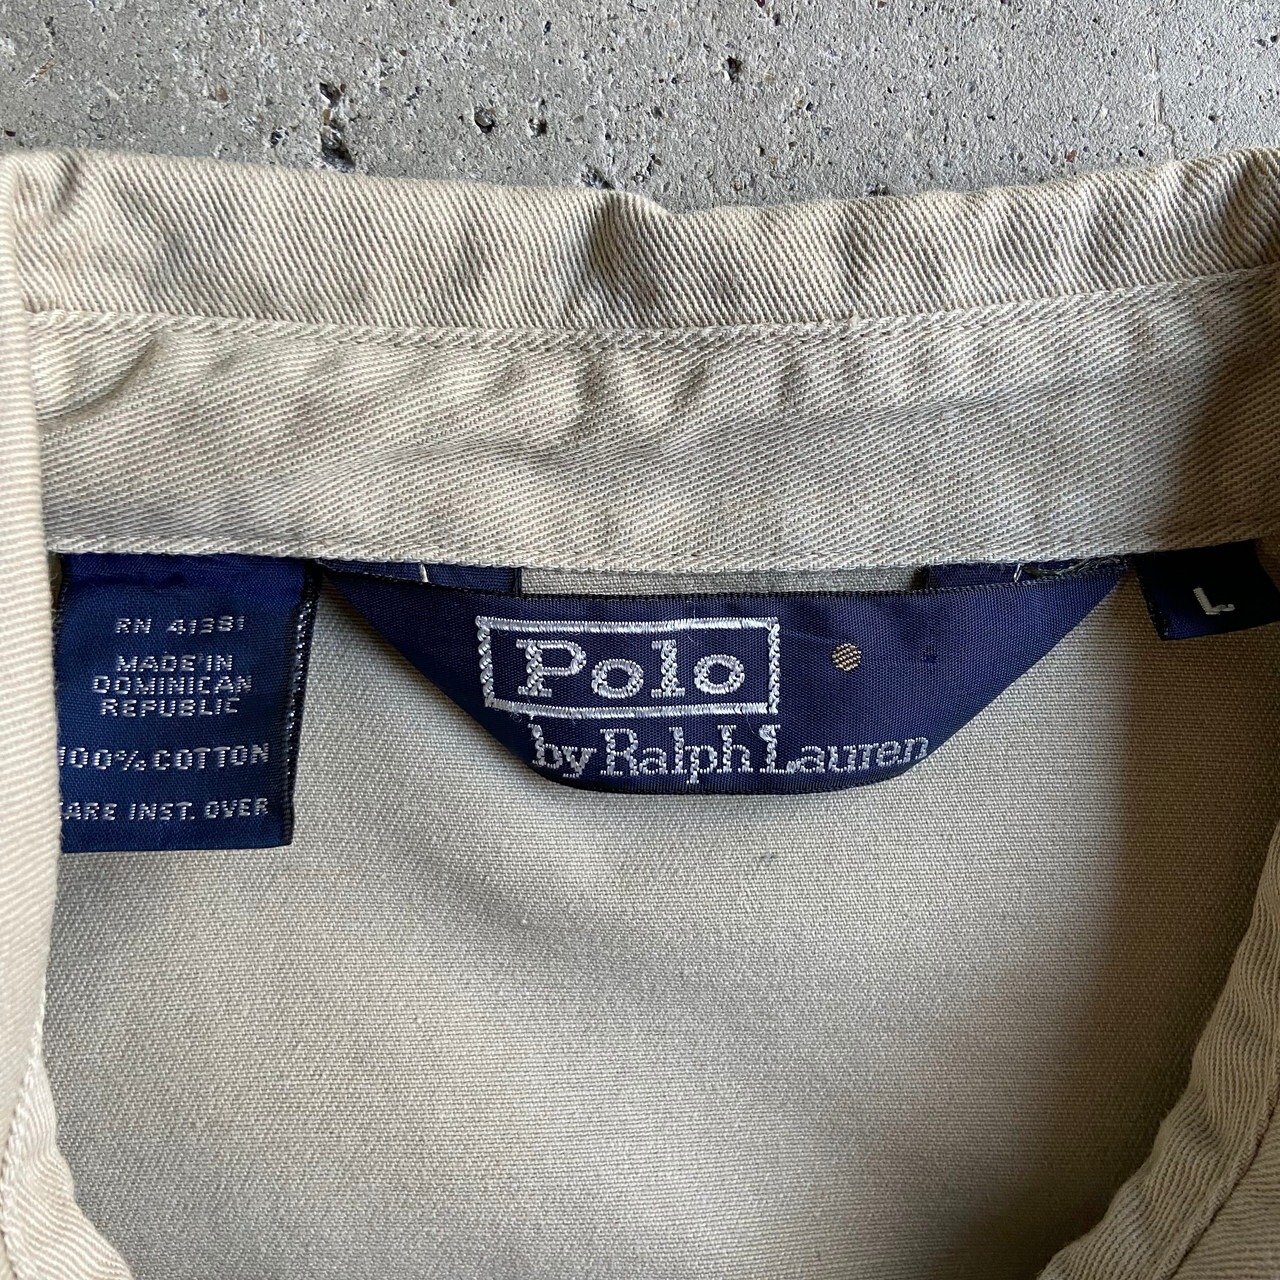 RN 41381
MADE IN
DOMINICAN
REPUBLIC
100% COTTON
CARE INST. OVER
Polo
by Ralph Lauren
L